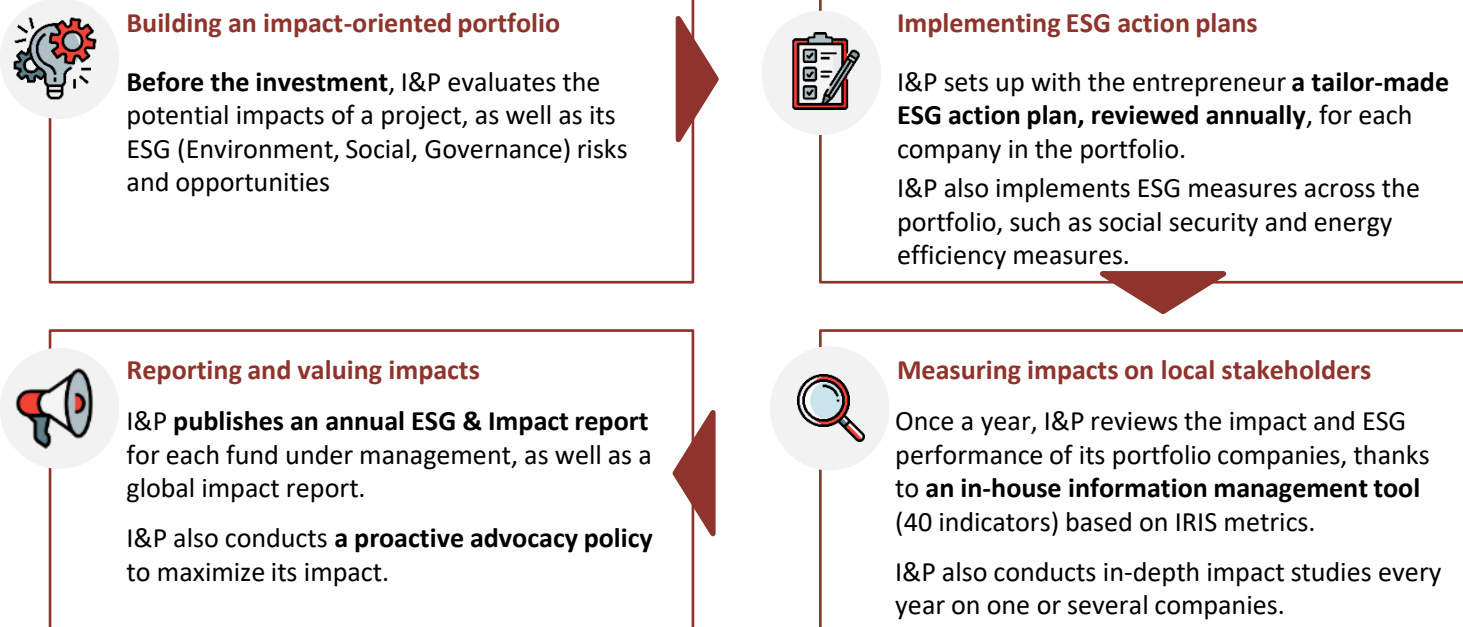 Building an impact-oriented portfolio
Before the investment, I&P evaluates the
potential impacts of a project, as well as its
ESG (Environment, Social, Governance) risks
and opportunities
Implementing ESG action plans
I&P sets up with the entrepreneur a tailor-made
ESG action plan, reviewed annually, for each
company in the portfolio.
I&P also implements ESG measures across the
portfolio, such as social security and energy
efficiency measures.
Measuring impacts on local stakeholders
Once a year, I&P reviews the impact and ESG
performance of its portfolio companies, thanks
to an in-house information management tool
(40 indicators) based on IRIS metrics.
I&P also conducts in-depth impact studies every
year on one or several companies.
Reporting and valuing impacts
I&P publishes an annual ESG & Impact report
for each fund under management, as well as a
global impact report.
I&P also conducts a proactive advocacy policy
to maximize its impact.